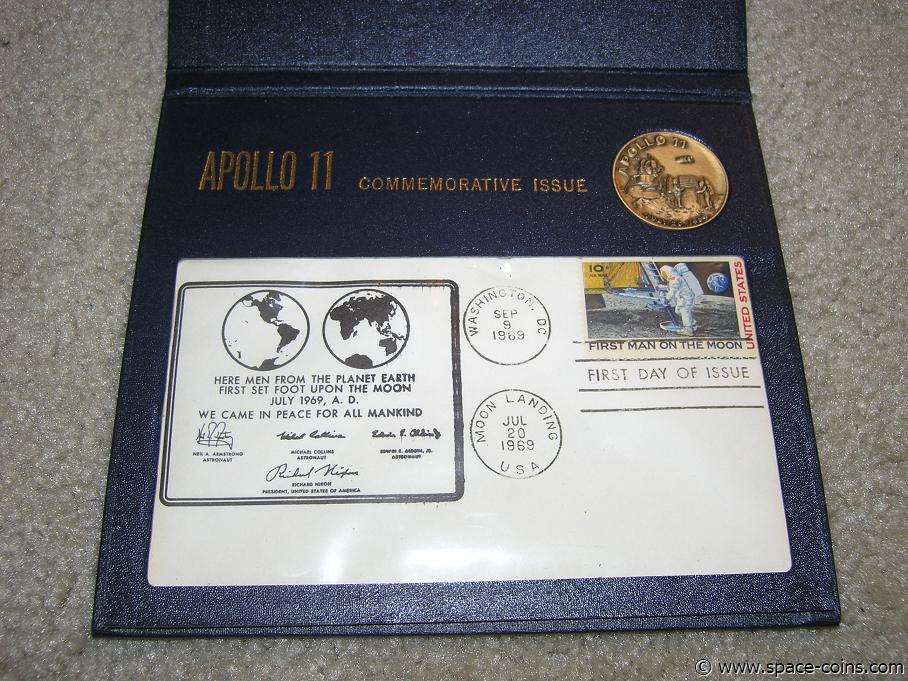 APOLLO 11 COMMEMORATIVE ISSUE
APOLLO 11
HERE MEN FROM THE PLANET EARTH
FIRST SET FOOT UPON THE MOON
JULY 1969, A. D.
WE CAME IN PEACE FOR ALL MANKIND
NEIL A. ARMSTRONG
ASTRONAUT
MICHAEL COLLINS
ASTRONAUT
EDWIN E. ALDRIN, JR.
ASTRONAUT
Richard Nixon
RICHARD NIXON
PRESIDENT, UNITED STATES OF AMERICA
WASHINGTON, DC
SEP
9
1969
MOON LANDING
JUL
20
1969
USA
10¢
UNITED STATES
FIRST MAN ON THE MOON
FIRST DAY OF ISSUE
© www.space-coins.com